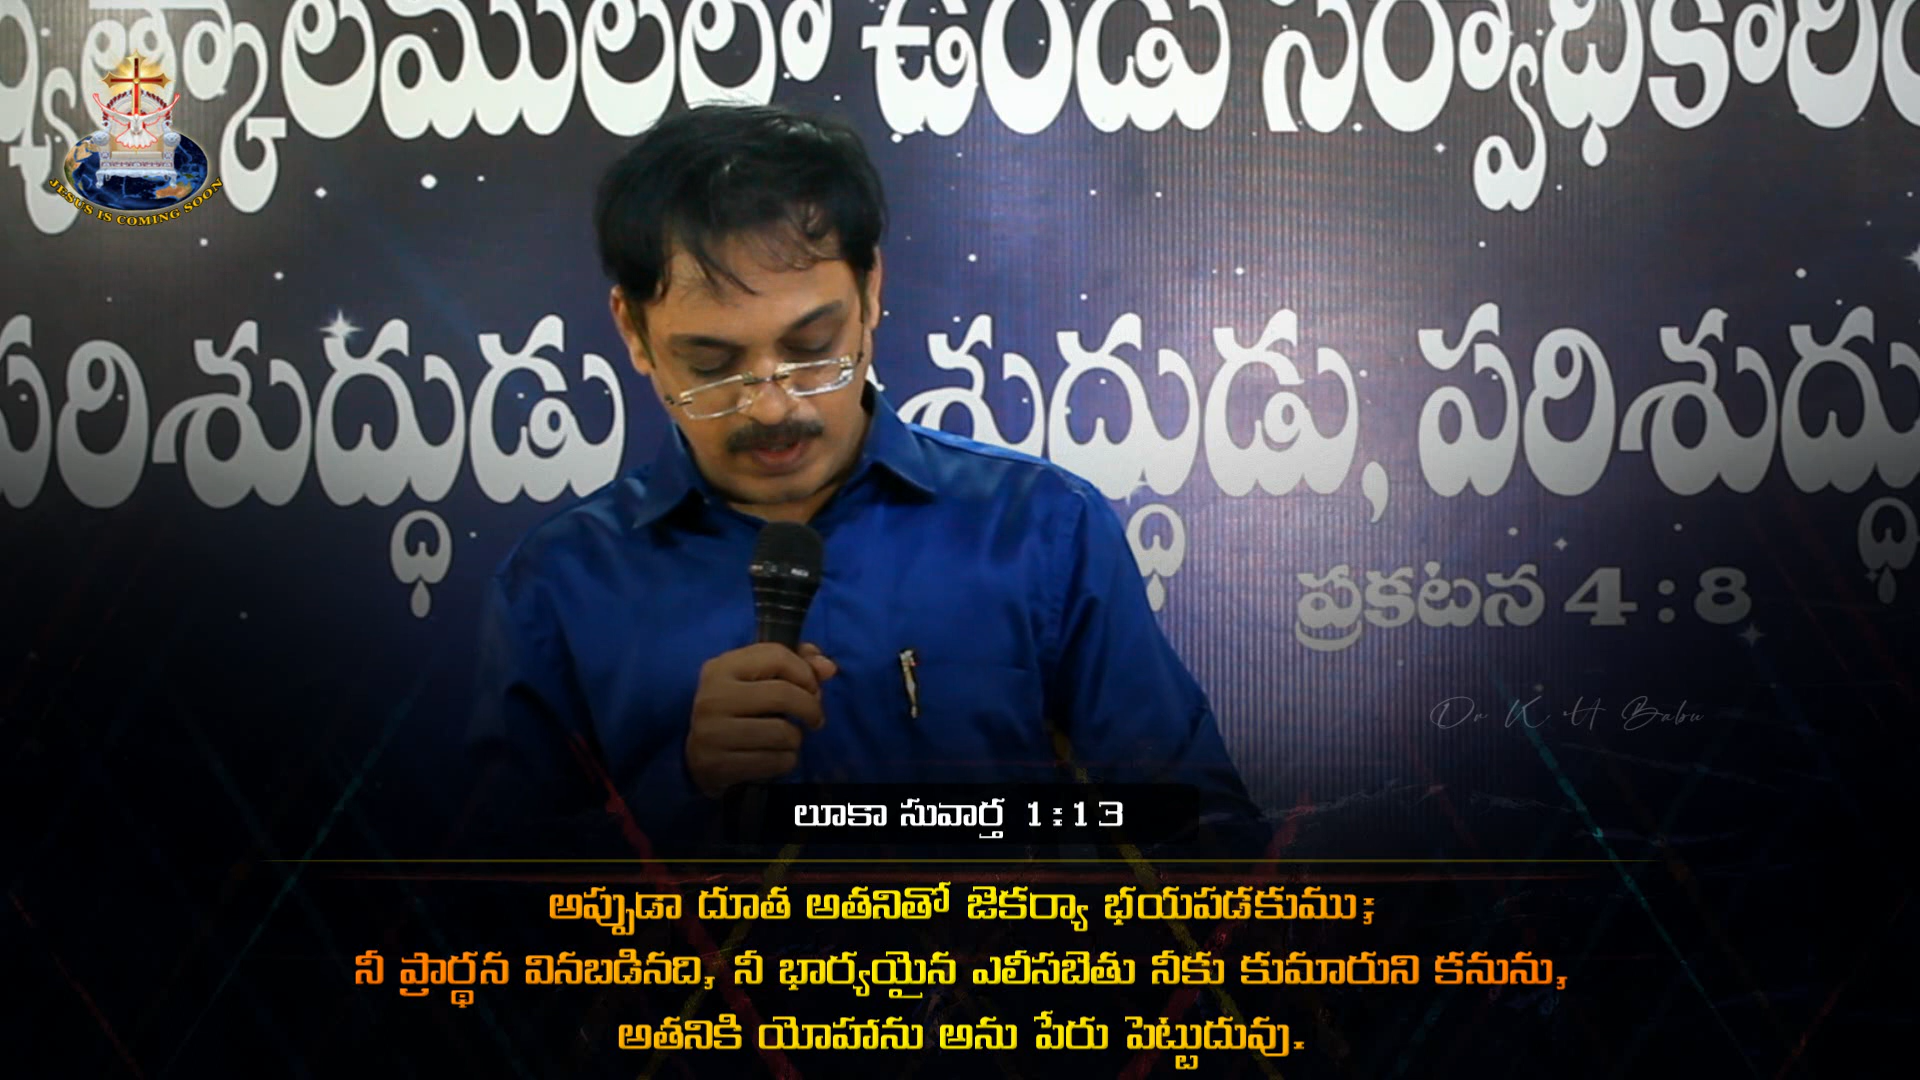 ఉండు సర్వాధికారి
JESUS IS COMING SOON
పరిశుద్ధుడు
పరిశుద్ధు
ప్రకటన 4 : 8
Dr K H Babu
లూకా సువార్త 1:13
అప్పుడా దూత అతనితో జెకర్యా భయపడకుము;
నీ ప్రార్థన వినబడినది, నీ భార్యయైన ఎలీసబెతు నీకు కుమారుని కనును,
అతనికి యోహాను అను పేరు పెట్టుదువు.